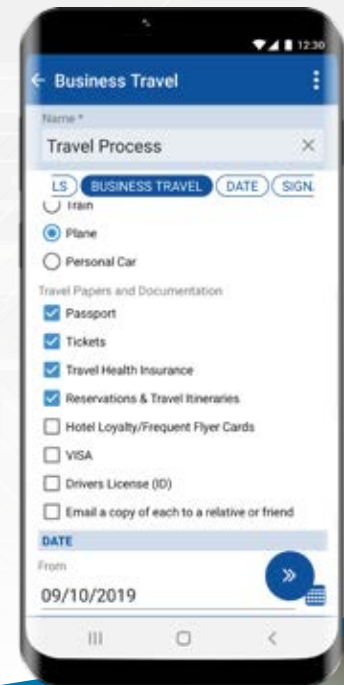 12:30
Business Travel
Name *
Travel Process
LS BUSINESS TRAVEL DATE SIGN.
Train
Plane
Personal Car
Travel Papers and Documentation
Passport
Tickets
Travel Health Insurance
Reservations & Travel Itineraries
Hotel Loyalty/Frequent Flyer Cards
VISA
Drivers License (ID)
Email a copy of each to a relative or friend
DATE
From
09/10/2019